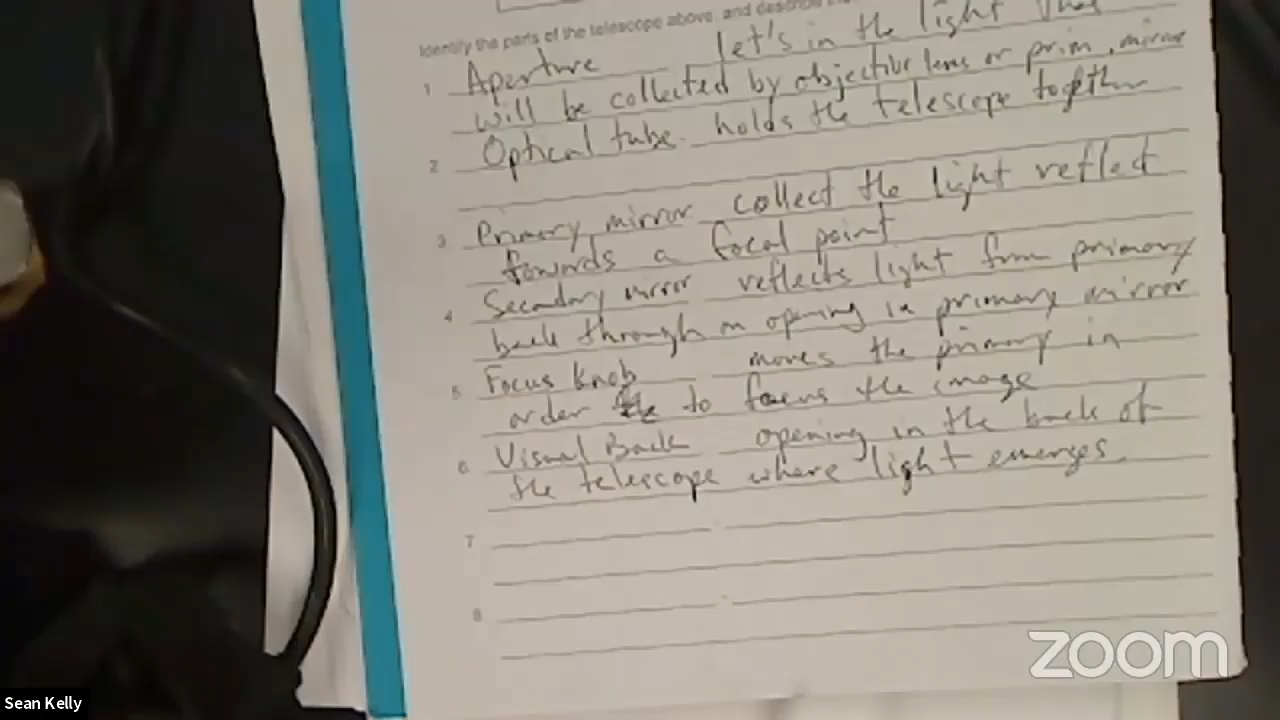 Identify the parts of the telescope above, and describe
1 Aperture let's in the light that
will be collected by objective lens or prim. mirror
2 Optical tube holds the telescope together
3 Primary mirror collect the light reflect
towards a focal point
4 Secondary mirror reflects light from primary
back through an opening in primary mirror
5 Focus Knob moves the primary in
order to focus the image
6 Visual Back opening in the back of
the telescope where light emerges.
7
8
zoom
Sean Kelly